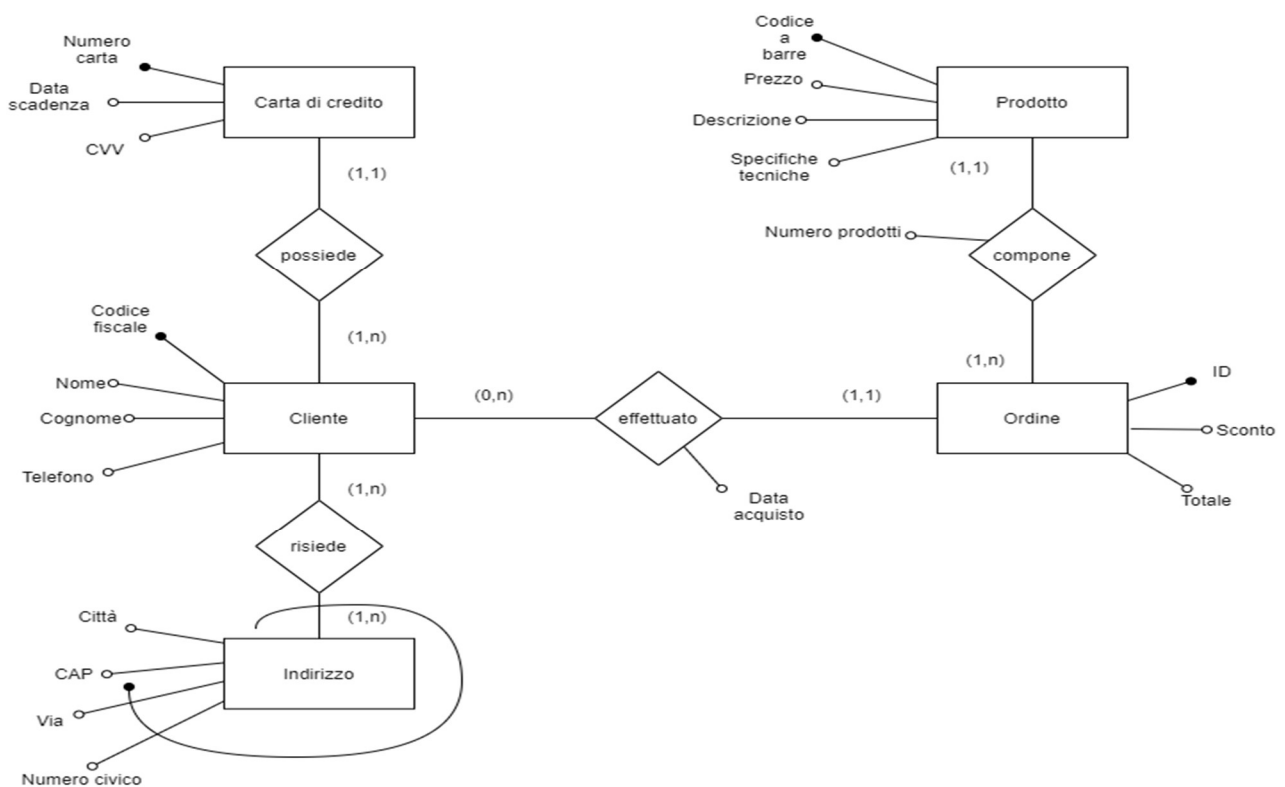 Numero
carta
Data
scadenza
CVV
Carta di credito
(1,1)
possiede
(1,n)
Codice
a
barre
Prezzo
Descrizione
Specifiche
tecniche
Prodotto
(1,1)
Numero prodotti
compone
(1,n)
Codice
fiscale
Nome
Cognome
Telefono
Cliente
(0,n)
effettuato
(1,1)
Data
acquisto
Ordine
ID
Sconto
Totale
(1,n)
risiede
(1,n)
Città
CAP
Via
Numero civico
Indirizzo